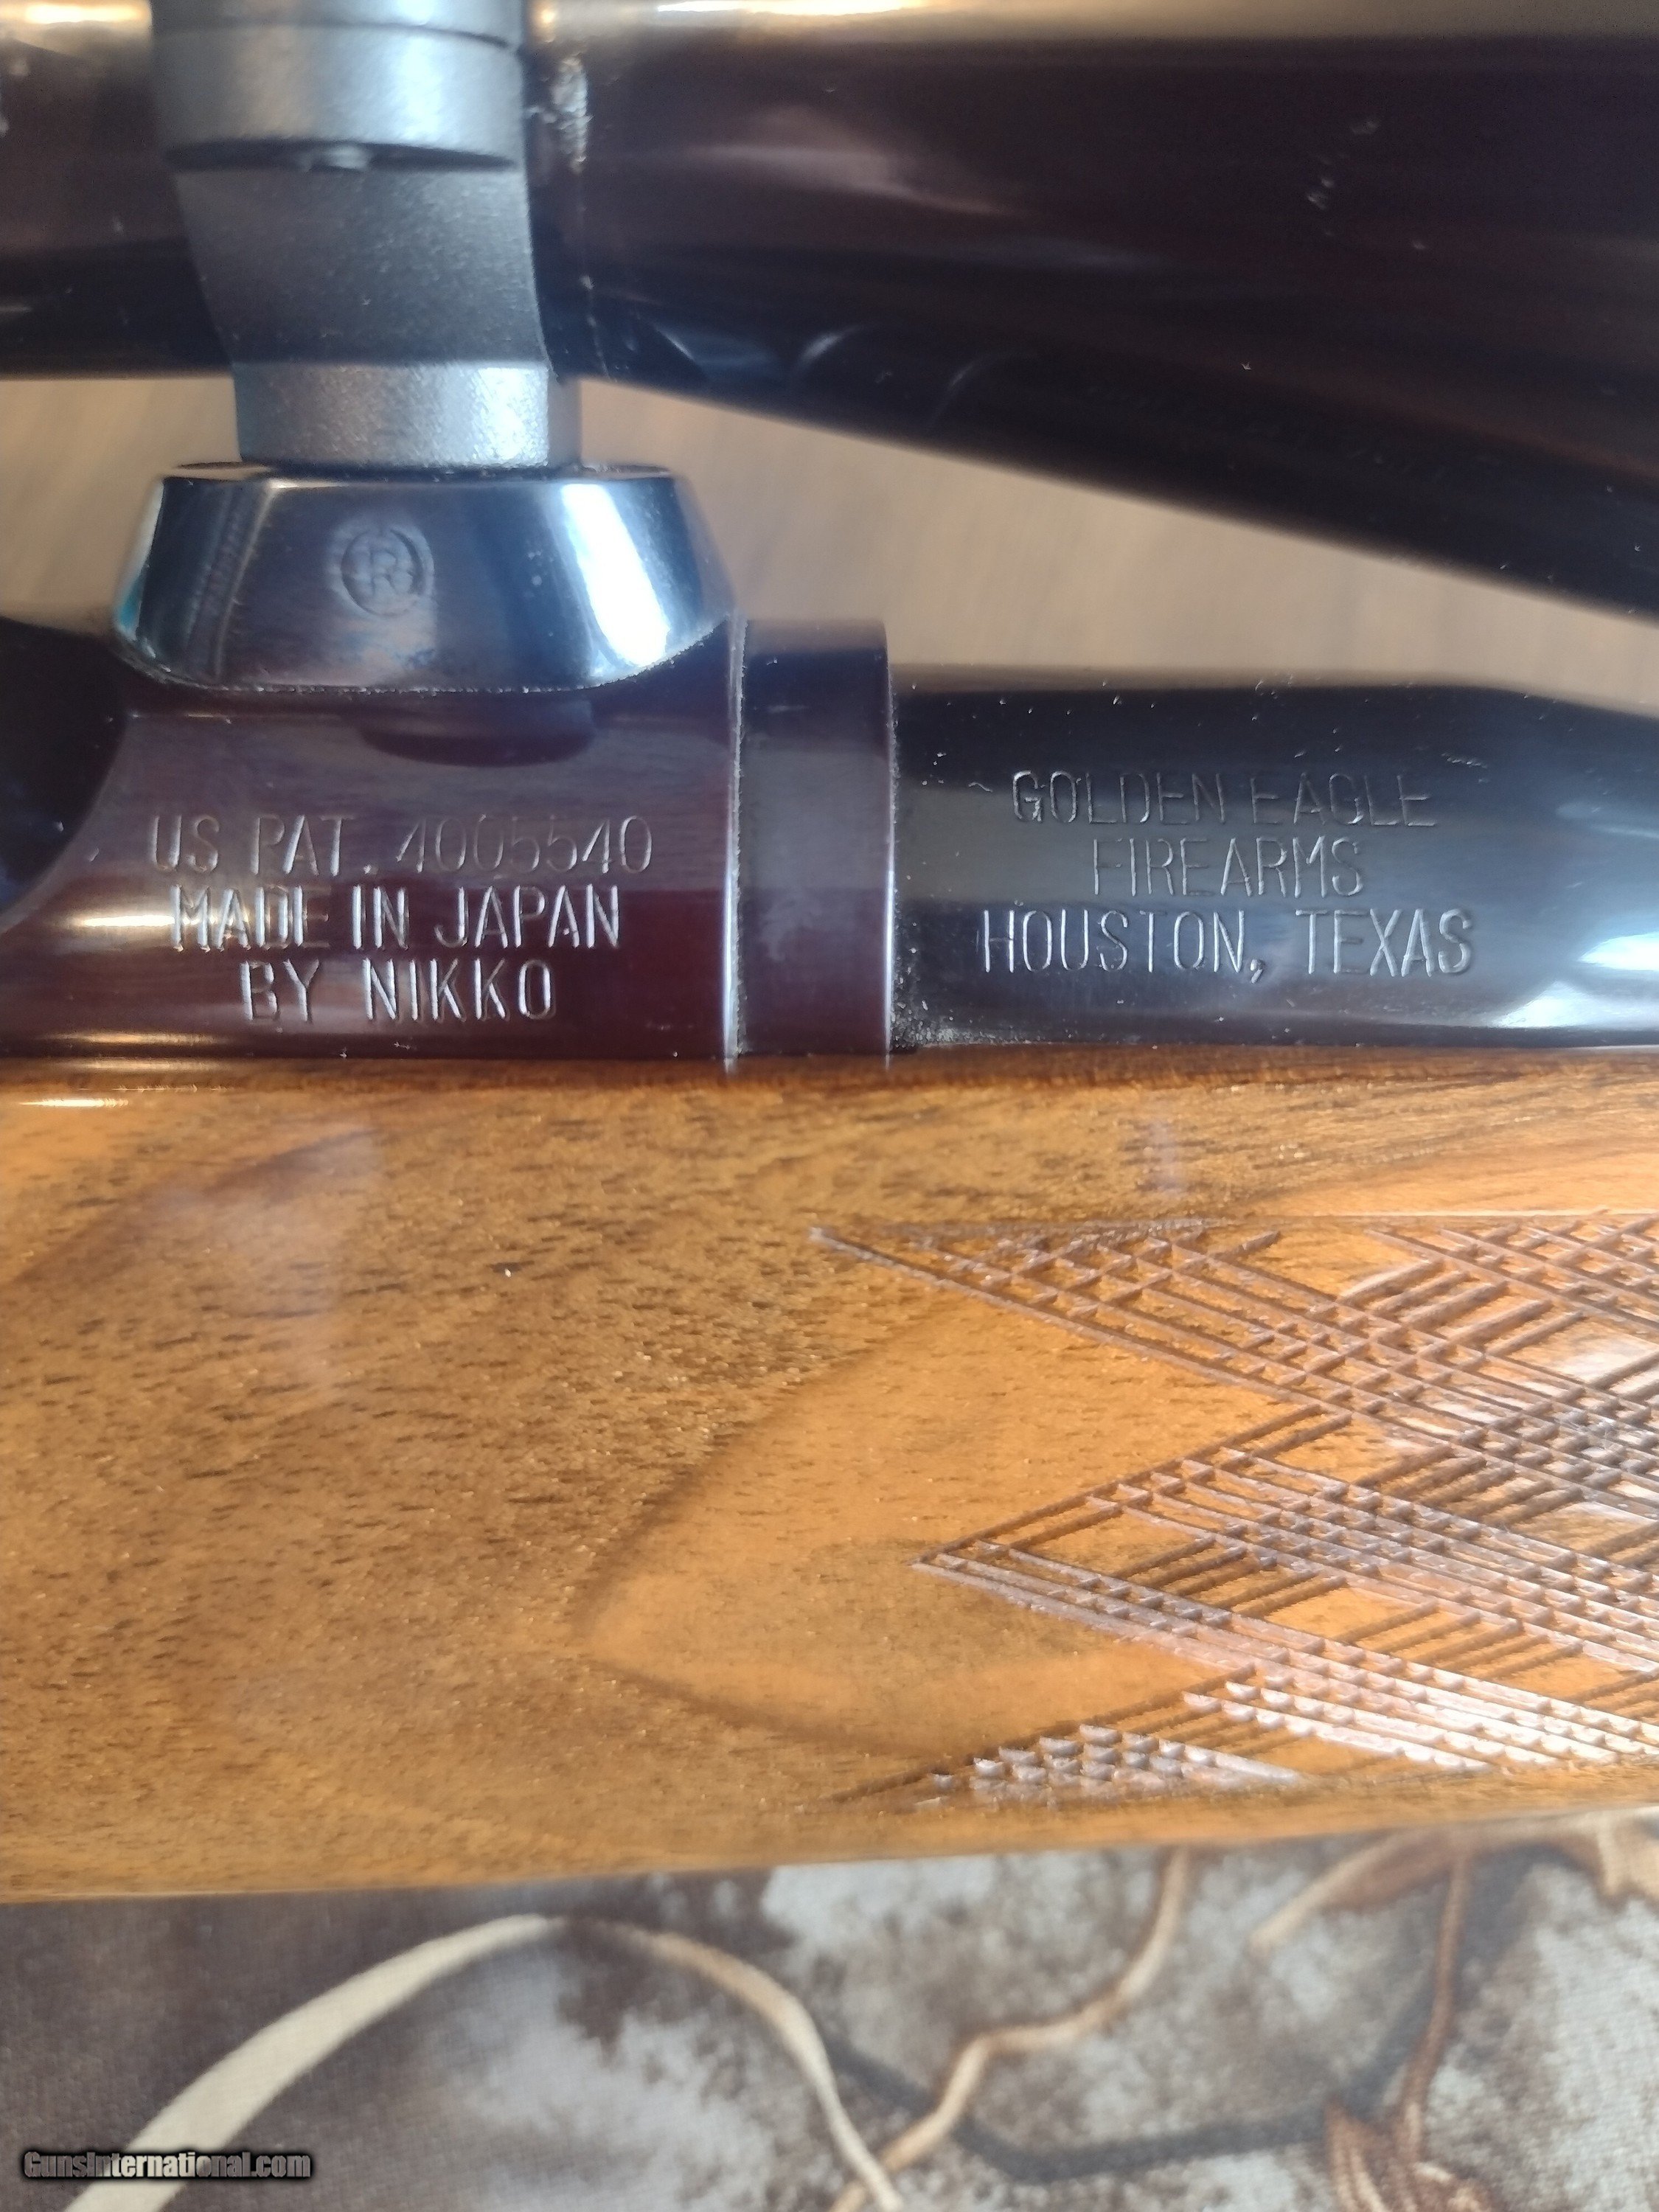 R
US PAT. 4005540
MADE IN JAPAN
BY NIKKO
GOLDEN EAGLE
FIREARMS
HOUSTON, TEXAS
GunsInternational.com